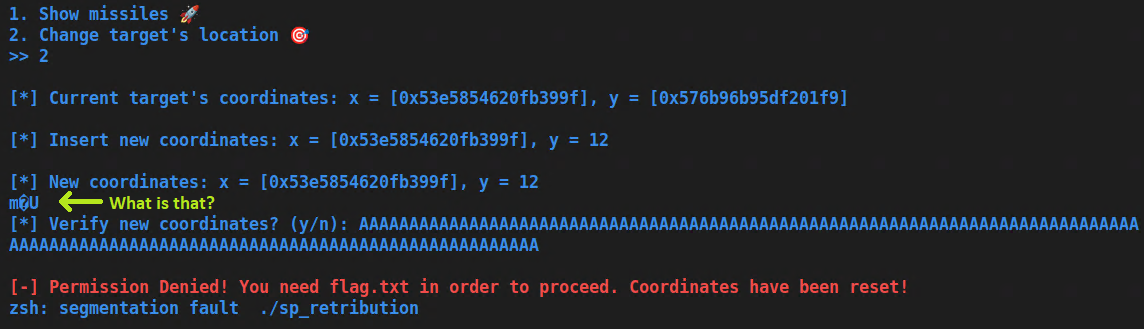 1. Show missiles 🚀
2. Change target's location 🎯
>> 2
[*] Current target's coordinates: x = [0x53e5854620fb399f], y = [0x576b96b95df201f9]
[*] Insert new coordinates: x = [0x53e5854620fb399f], y = 12
[*] New coordinates: x = [0x53e5854620fb399f], y = 12
m�U What is that?
[*] Verify new coordinates? (y/n): AAAAAAAAAAAAAAAAAAAAAAAAAAAAAAAAAAAAAAAAAAAAAAAAAAAAAAAAAAAAAAAAAAAAAAAAAAAAAA
AAAAAAAAAAAAAAAAAAAAAAAAAAAAAAAAAAAAAAAAAAAAAAAAAAAAA
[-] Permission Denied! You need flag.txt in order to proceed. Coordinates have been reset!
zsh: segmentation fault  ./sp_retribution